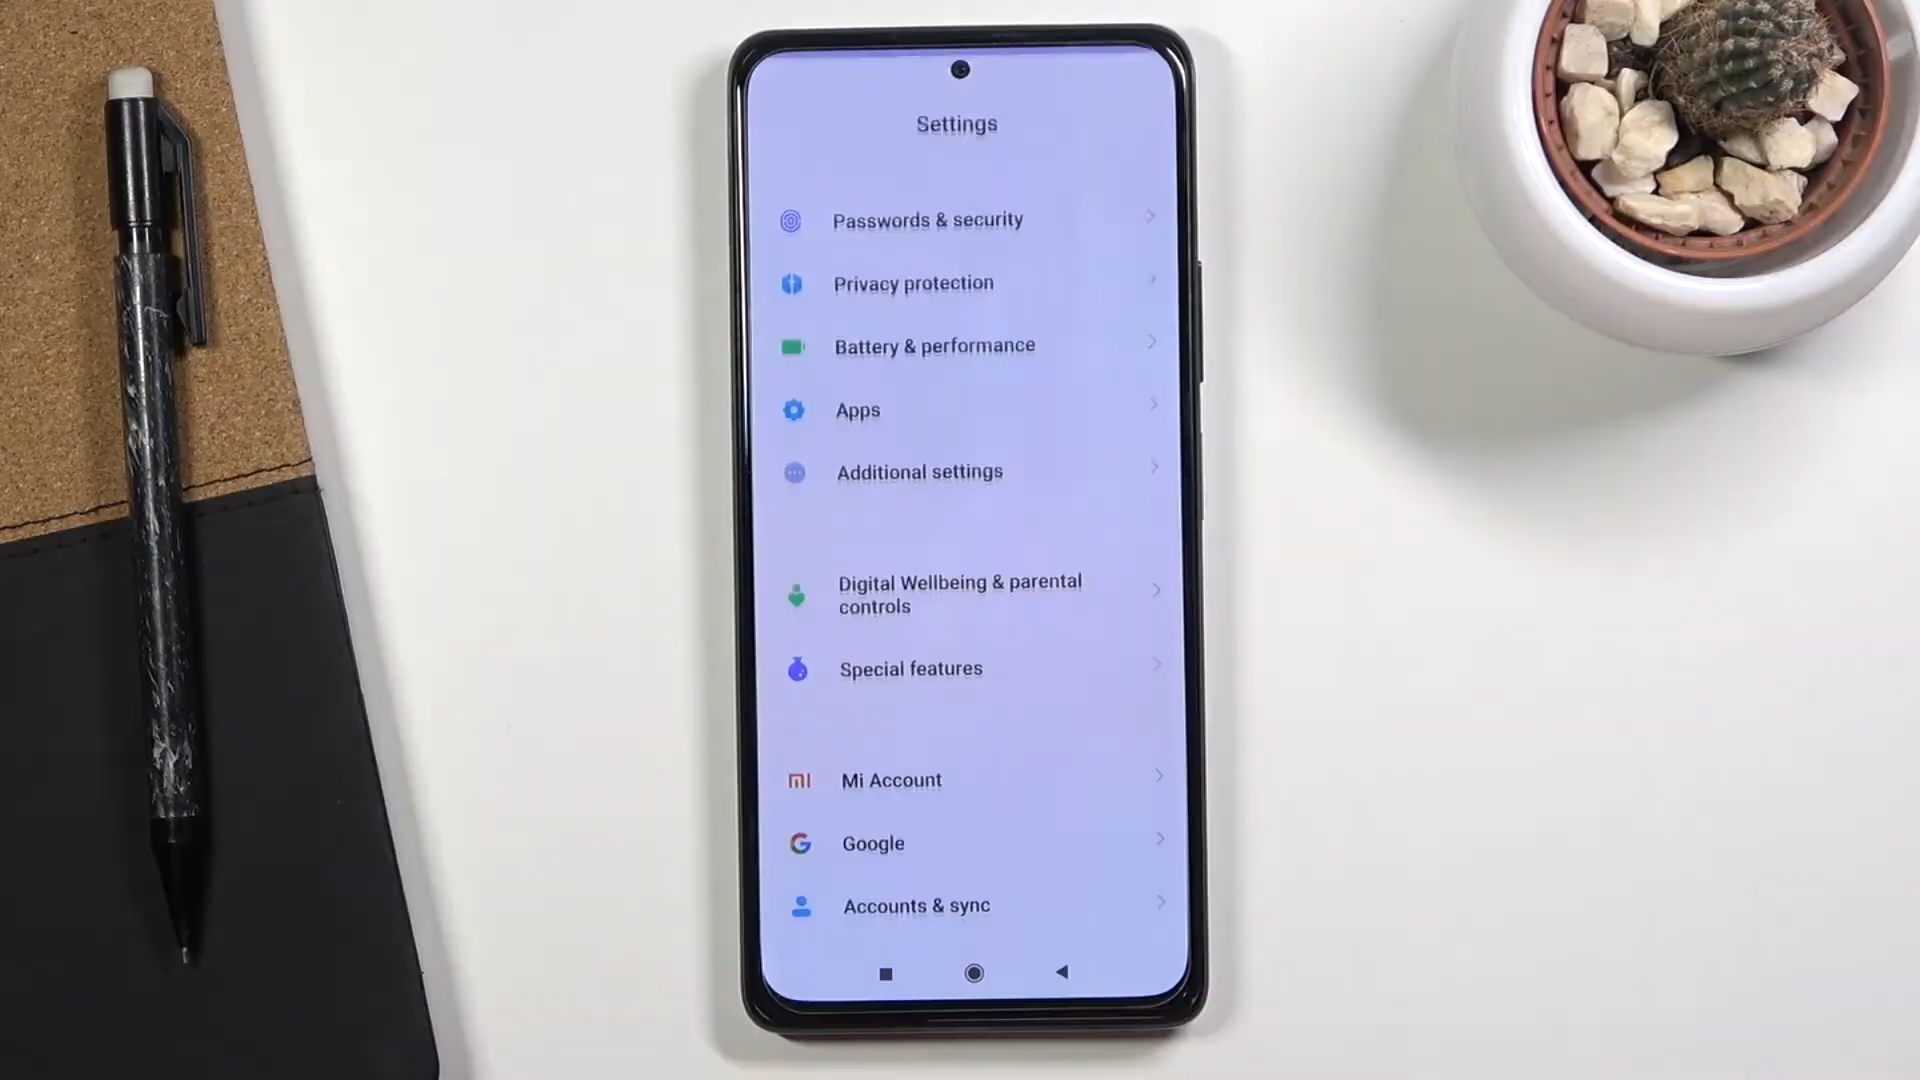 Settings
Passwords & security
Privacy protection
Battery & performance
Apps
Additional settings
Digital Wellbeing & parental
controls
Special features
Mi Account
Google
Accounts & sync